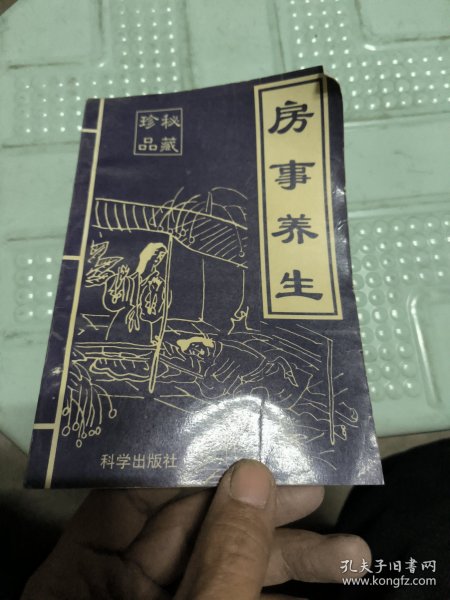 房事养生
秘藏
珍品
科学出版社
孔夫子旧书网
www.kongfz.com